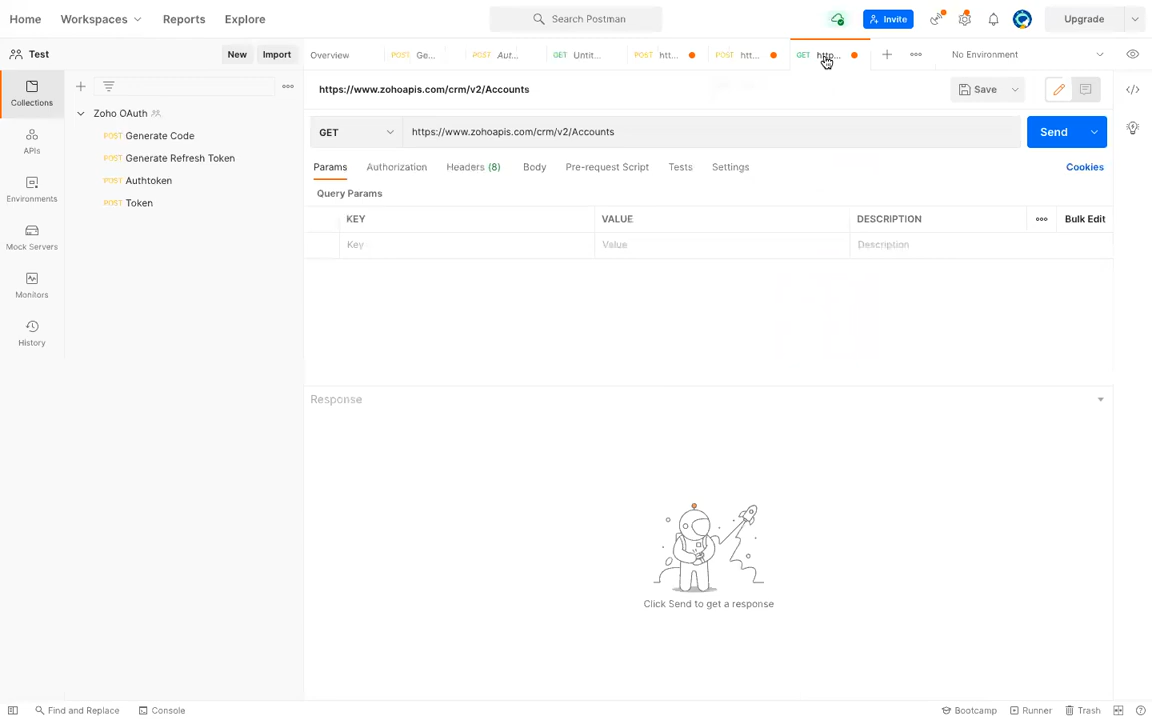 Home Workspaces Reports Explore Search Postman Invite Upgrade
Test New Import Overview POST Ge... POST Aut... GET Untit... POST htt... POST htt... GET http... No Environment
Collections
https://www.zohoapis.com/crm/v2/Accounts Save
Zoho OAuth
GET https://www.zohoapis.com/crm/v2/Accounts Send
POST Generate Code
APIs
POST Generate Refresh Token
Params Authorization Headers (8) Body Pre-request Script Tests Settings Cookies
POST Authtoken
Environments
Query Params
POST Token
KEY VALUE DESCRIPTION Bulk Edit
Mock Servers
Key Value Description
Monitors
History
Response
Click Send to get a response
Find and Replace Console Bootcamp Runner Trash